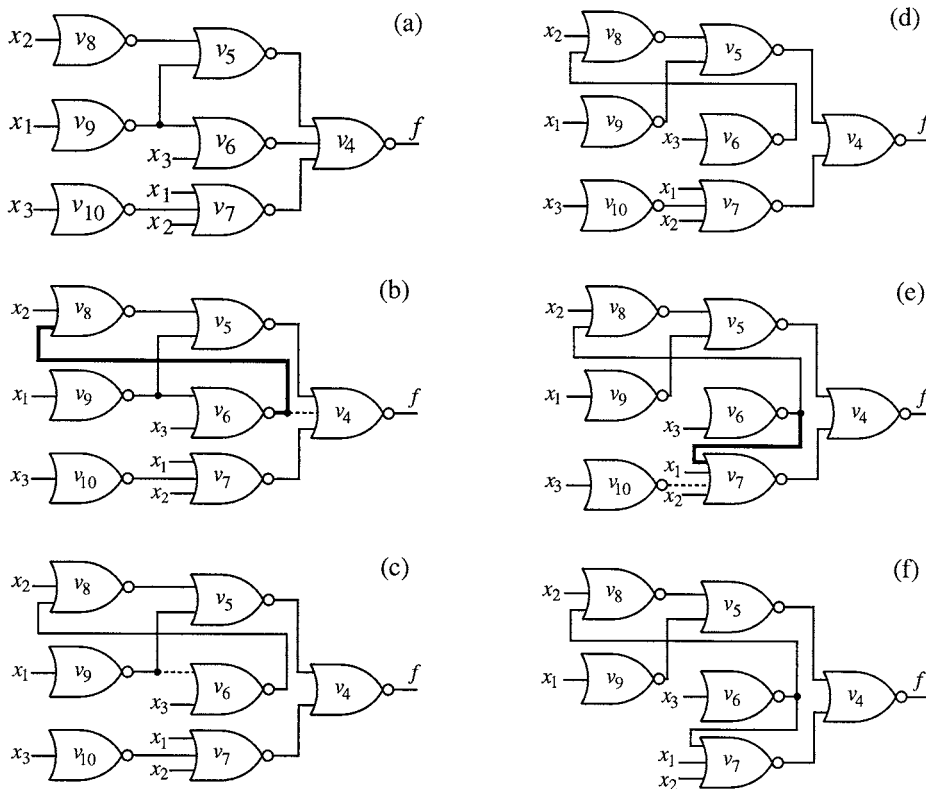 (a)
x2 v8 v5
x1 v9 v6 v4 f
x3
x3 v10 x1 v7
x2
(b)
x2 v8 v5
x1 v9 v6 v4 f
x3
x3 v10 x1 v7
x2
(c)
x2 v8 v5
x1 v9 v6 v4 f
x3
x3 v10 x1 v7
x2
(d)
x2 v8 v5
x1 v9 x3 v6 v4 f
x3 v10 x1 v7
x2
(e)
x2 v8 v5
x1 v9 v6 v4 f
x3
x3 v10 x1 v7
x2
(f)
x2 v8 v5
x1 v9 x3 v6 v4 f
x1 v7
x2